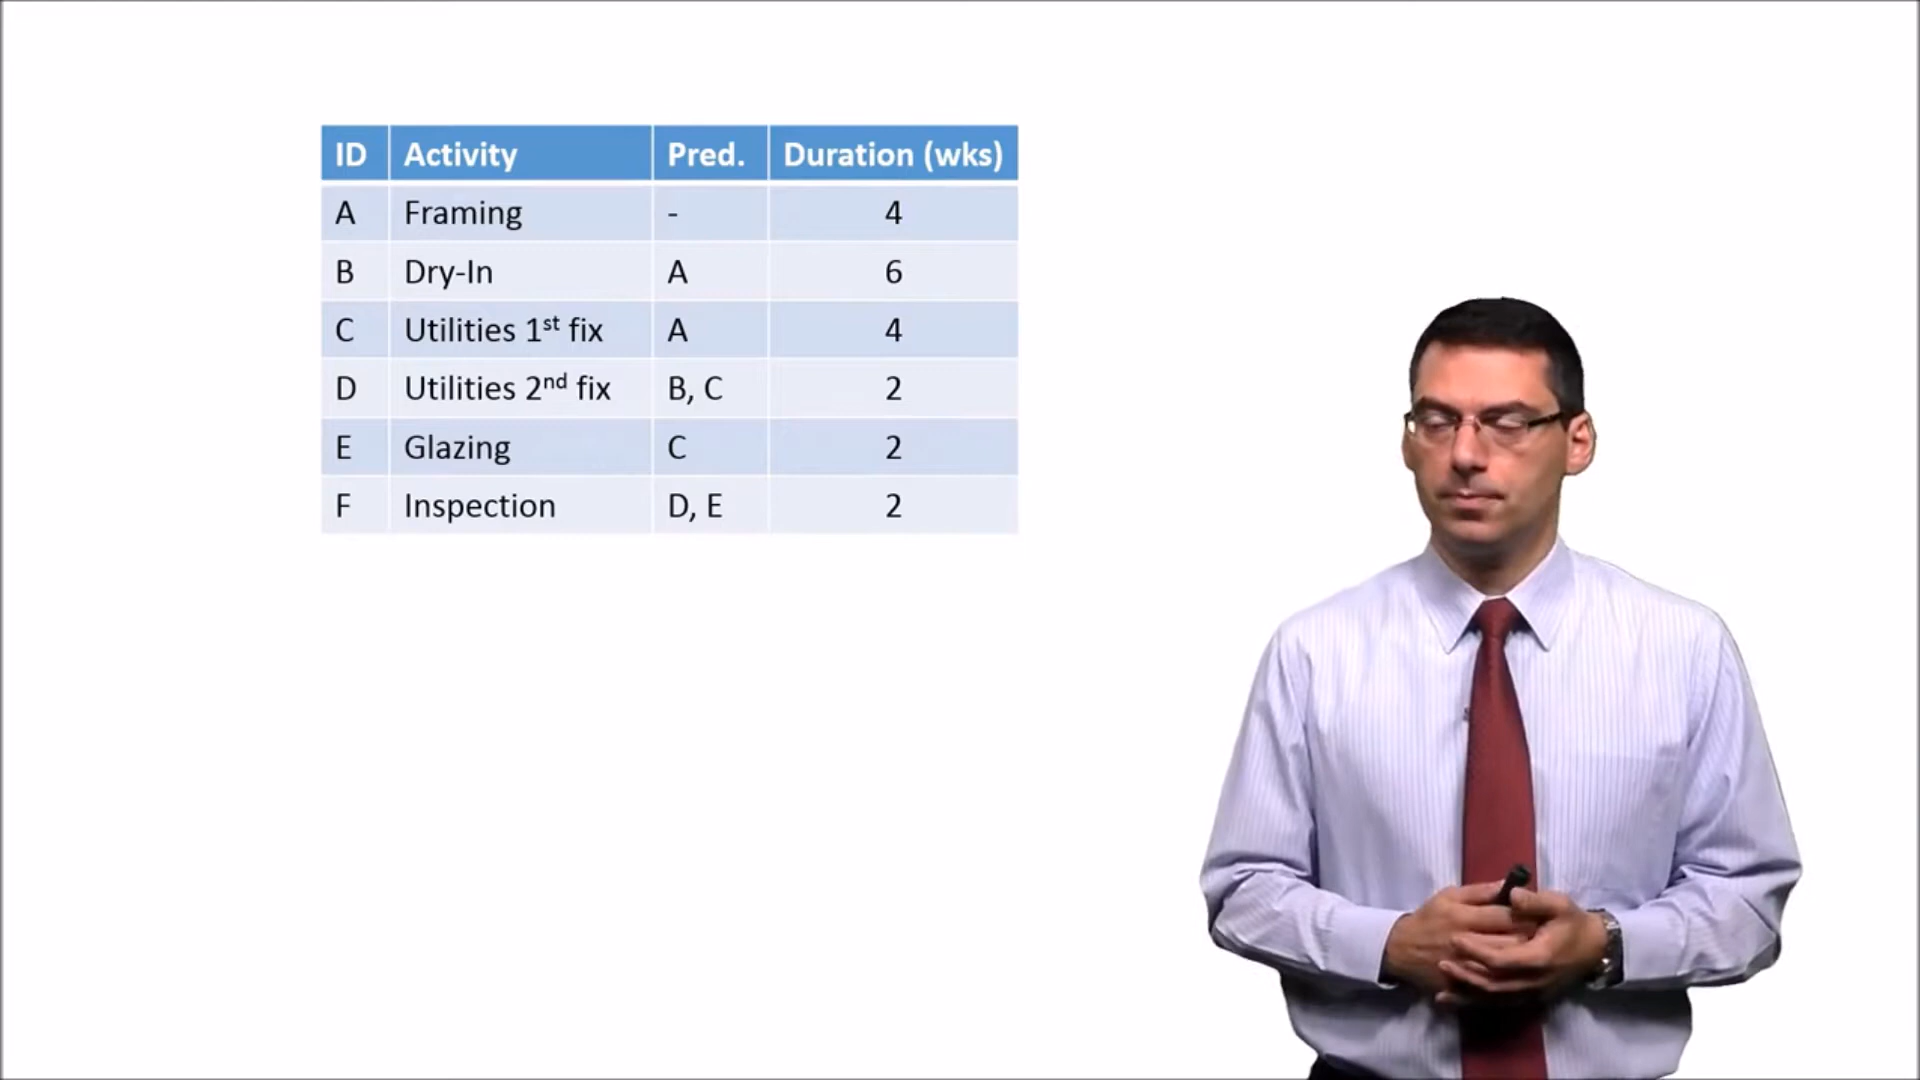 ID Activity Pred. Duration (wks)
A Framing - 4
B Dry-In A 6
C Utilities 1st fix A 4
D Utilities 2nd fix B, C 2
E Glazing C 2
F Inspection D, E 2